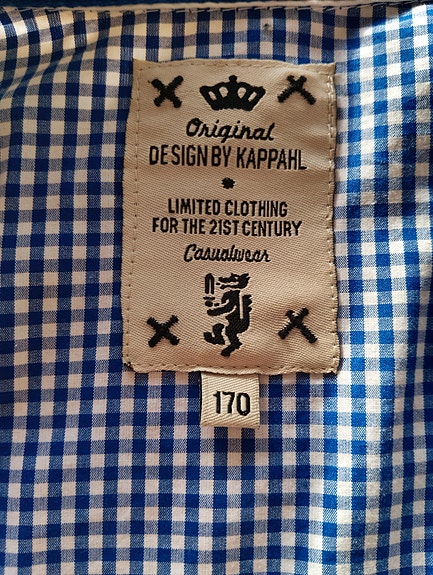 Original
DESIGN BY KAPPAHL
LIMITED CLOTHING
FOR THE 21ST CENTURY
Casualwear
170